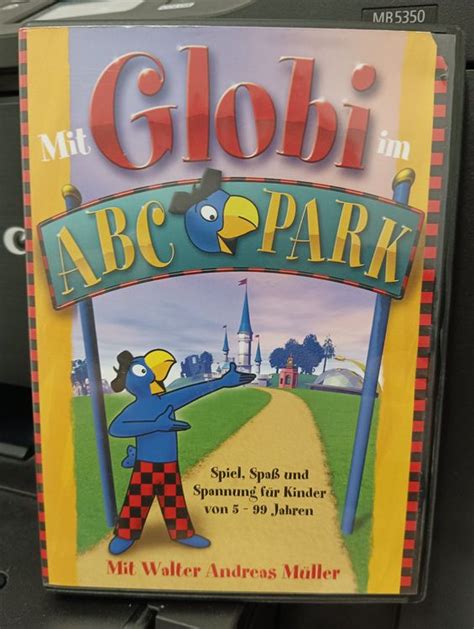 MB5350
Mit Globi im
ABC PARK
Spiel, Spaß und
Spannung für Kinder
von 5 - 99 Jahren
Mit Walter Andreas Müller